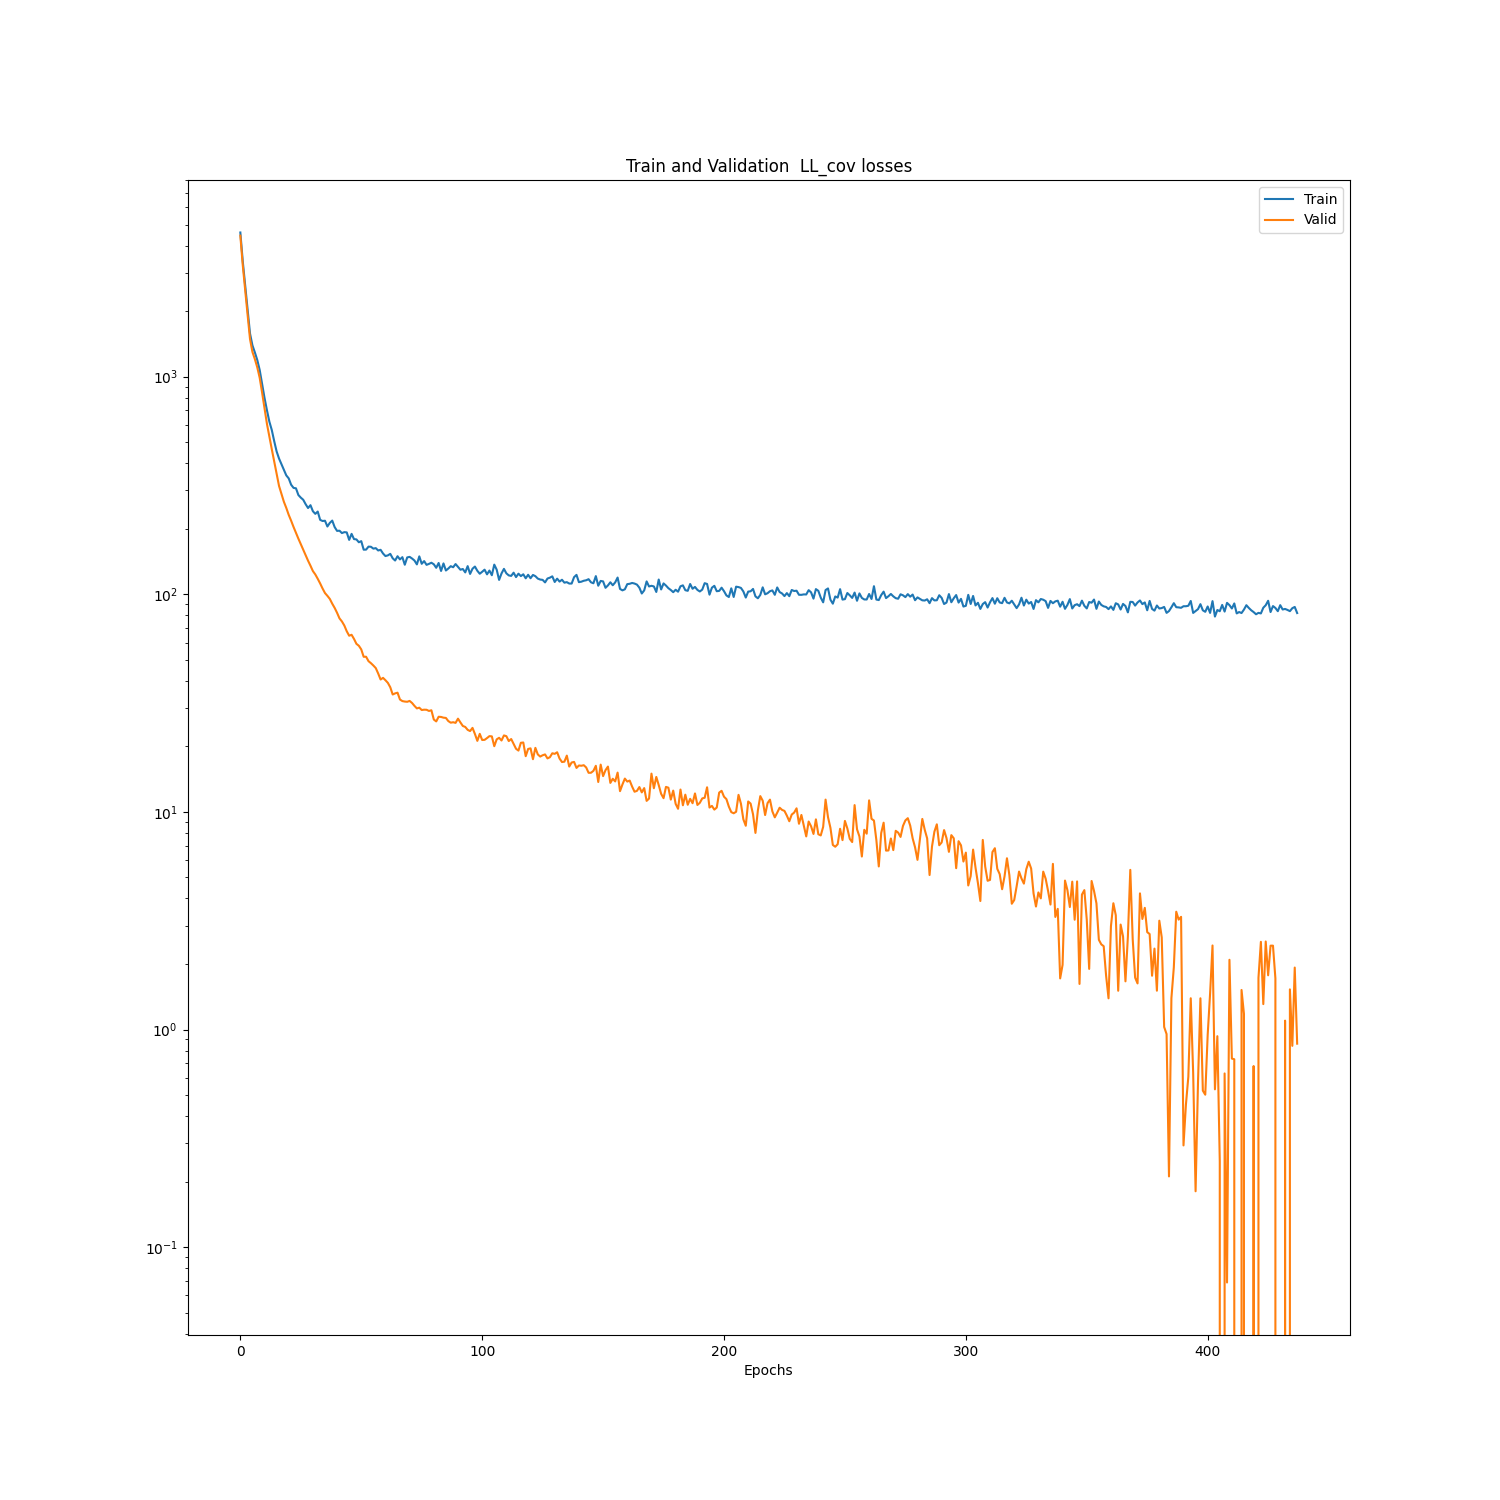 Train and Validation  LL_cov losses
Train
Valid
10³
10²
10¹
10⁰
10⁻¹
0 100 200 300 400
Epochs